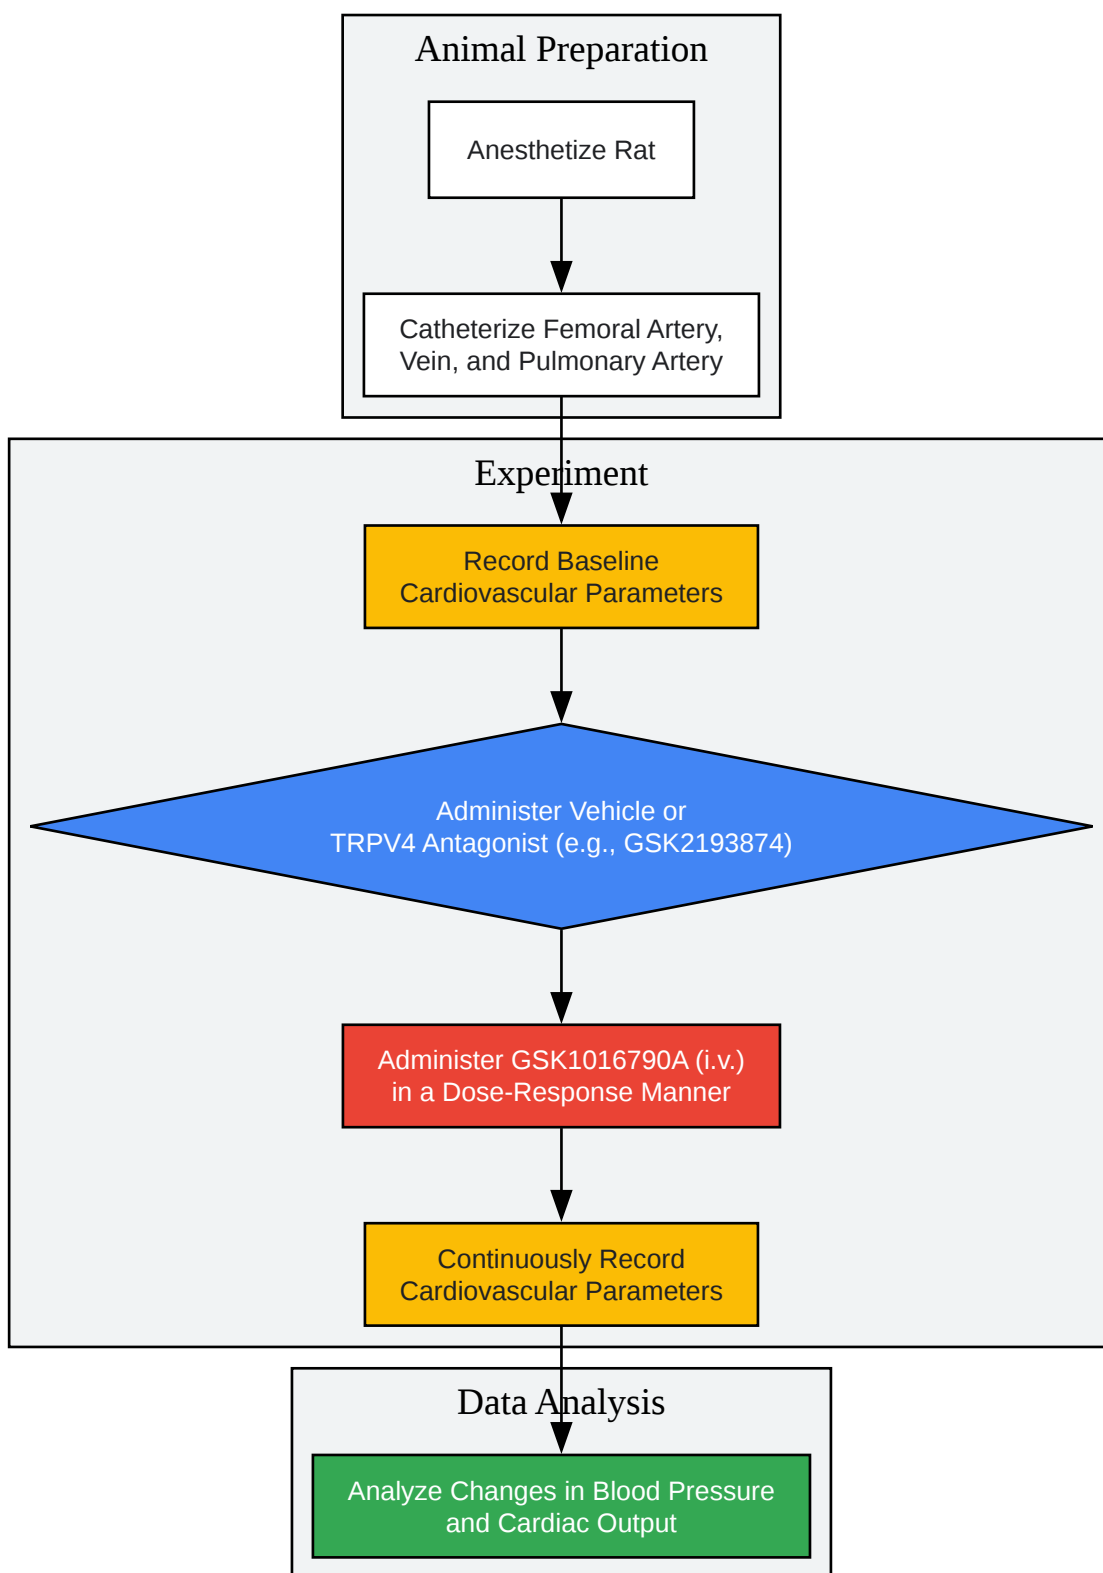 Animal Preparation
Anesthetize Rat
Catheterize Femoral Artery,
Vein, and Pulmonary Artery
Experiment
Record Baseline
Cardiovascular Parameters
Administer Vehicle or
TRPV4 Antagonist (e.g., GSK2193874)
Administer GSK1016790A (i.v.)
in a Dose-Response Manner
Continuously Record
Cardiovascular Parameters
Data Analysis
Analyze Changes in Blood Pressure
and Cardiac Output